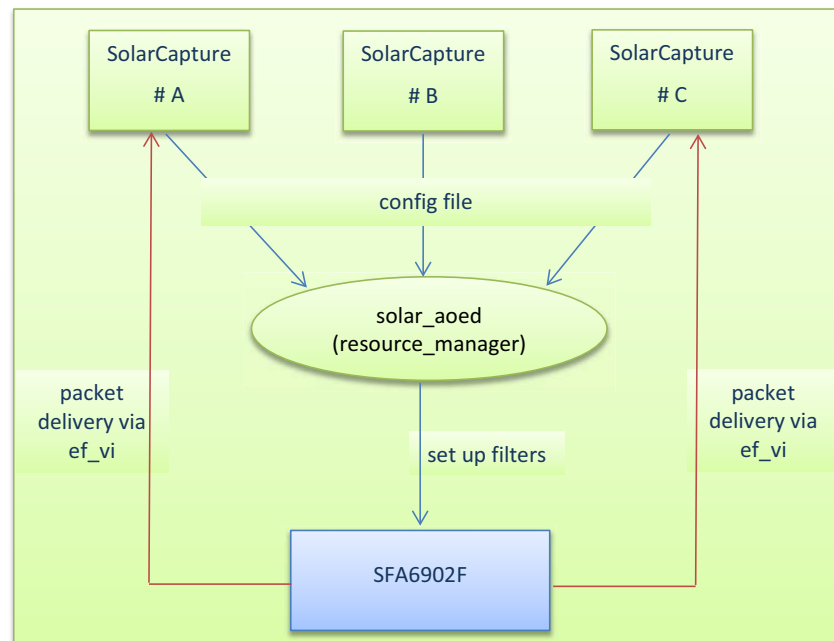 SolarCapture
# A
SolarCapture
# B
SolarCapture
# C
config file
solar_aoed
(resource_manager)
packet
delivery via
ef_vi
set up filters
packet
delivery via
ef_vi
SFA6902F